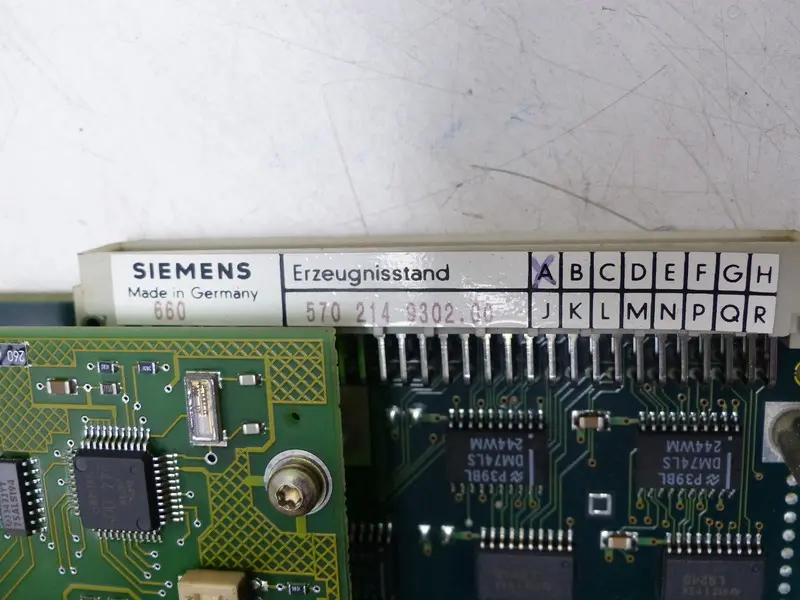 SIEMENS
Made in Germany
660
Erzeugnisstand
570 214 9302.00
A B C D E F G H
J K L M N P Q R
260
P39BL
DM74LS
244WM
P39BL
DM74LS
244WM